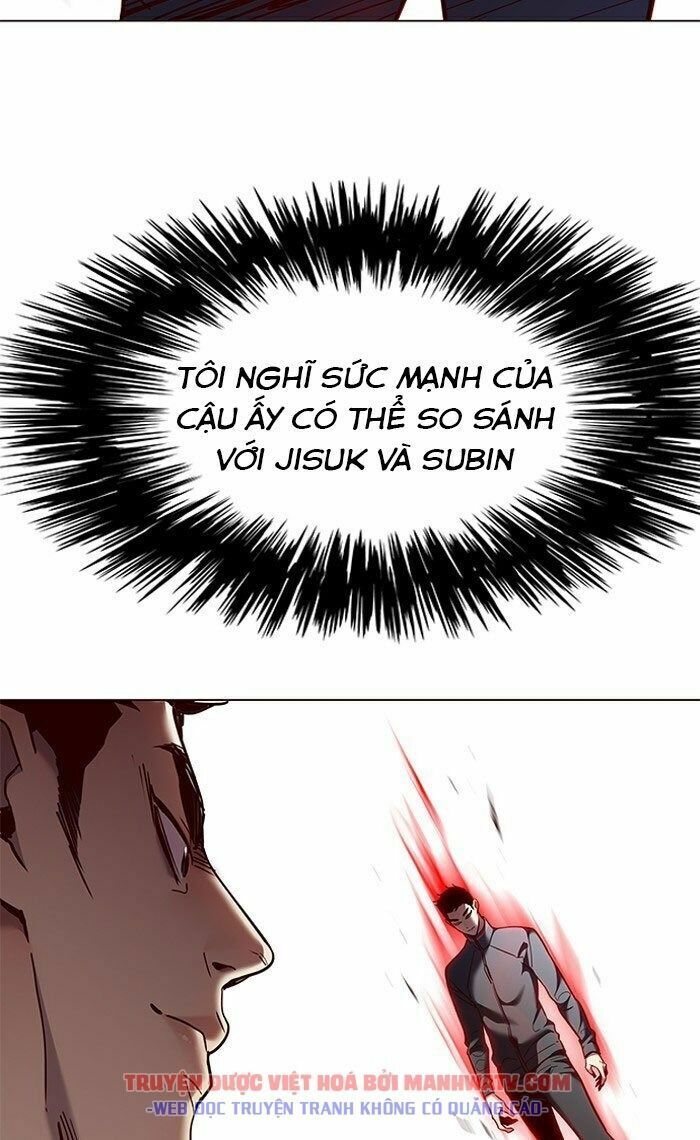 TÔI NGHĨ SỨC MẠNH CỦA
CẬU ẤY CÓ THỂ SO SÁNH
VỚI JISUK VÀ SUBIN
TRUYỆN ĐƯỢC VIỆT HOÁ BỞI MANHWATV.COM
-WEB ĐỌC TRUYỆN TRANH KHÔNG CÓ QUẢNG CÁO-